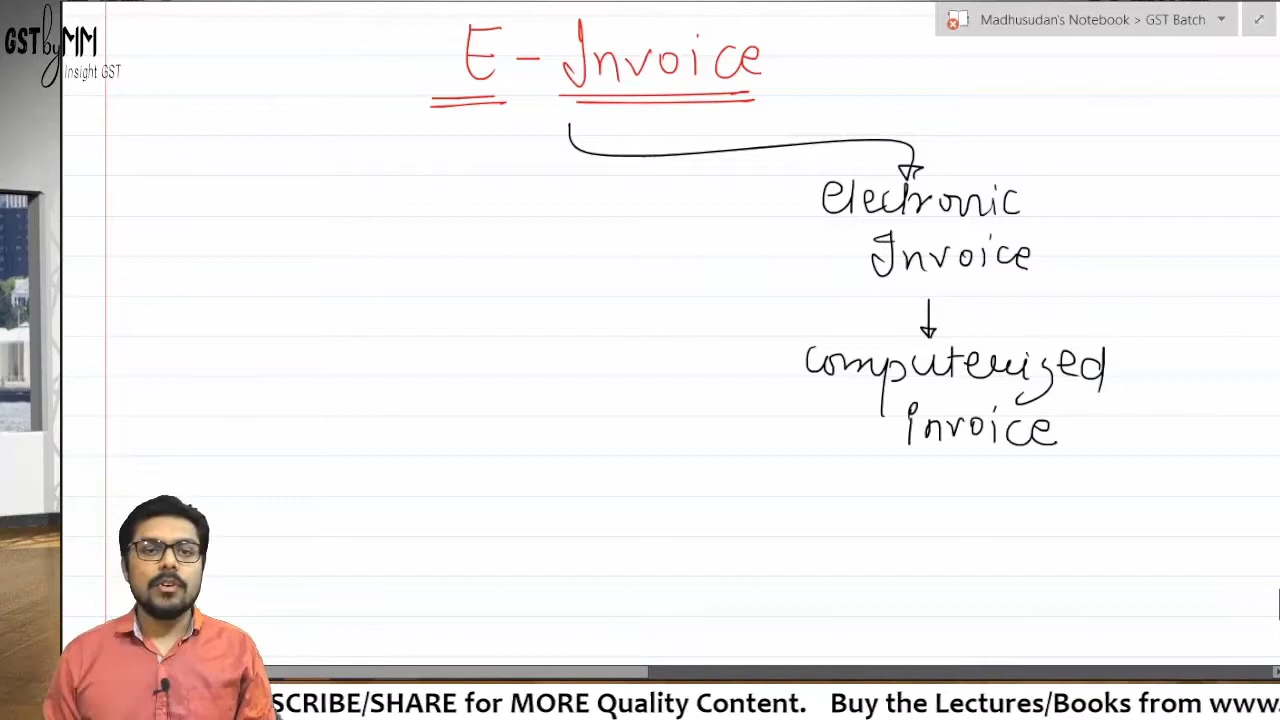 GST by MM
Insight GST
Madhusudan's Notebook > GST Batch
E - Invoice
Electronic
Invoice
Computerized
invoice
SCRIBE/SHARE for MORE Quality Content. Buy the Lectures/Books from www.